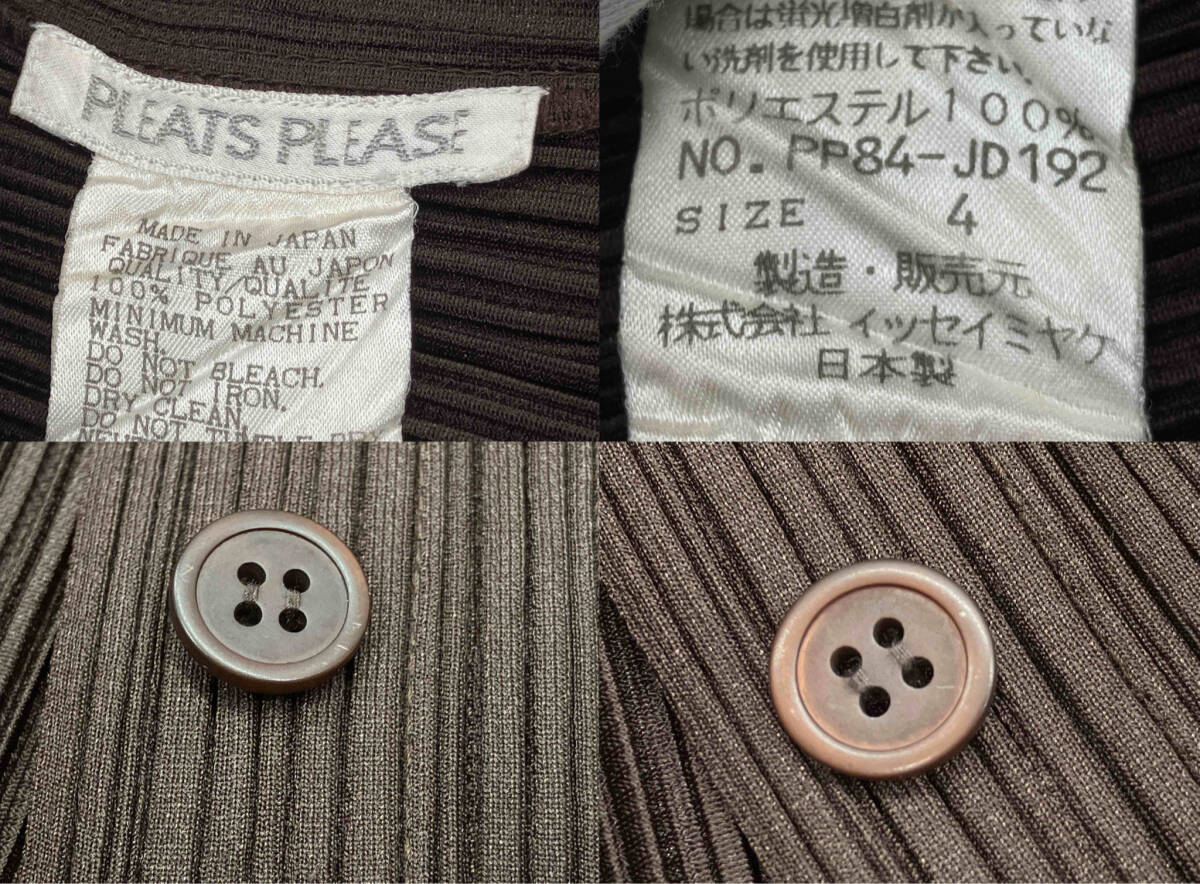 PLEATS PLEASE
MADE IN JAPAN
FABRIQUE AU JAPON
QUALITY/QUALITE
100% POLYESTER
MINIMUM MACHINE
WASH.
DO NOT BLEACH.
DO NOT IRON.
DRY CLEAN
DO NOT
場合は蛍光増白剤が入っていな
い洗剤を使用して下さい。
ポリエステル100%
NO. PP84-JD192
SIZE 4
製造・販売元
株式会社 イッセイミヤケ
日本製